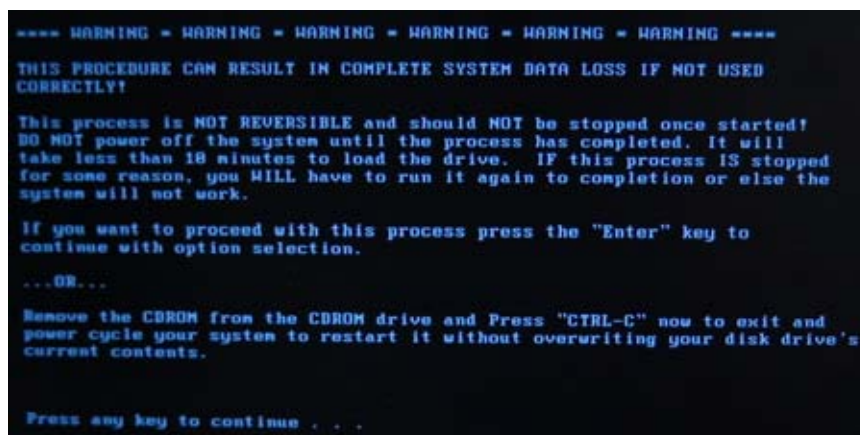 ==== WARNING = WARNING = WARNING = WARNING = WARNING = WARNING ====
THIS PROCEDURE CAN RESULT IN COMPLETE SYSTEM DATA LOSS IF NOT USED
CORRECTLY!
This process is NOT REVERSIBLE and should NOT be stopped once started!
DO NOT power off the system until the process has completed. It will
take less than 10 minutes to load the drive.  IF this process IS stopped
for some reason, you WILL have to run it again to completion or else the
system will not work.
If you want to proceed with this process press the "Enter" key to
continue with option selection.
...OR...
Remove the CDROM from the CDROM drive and Press "CTRL-C" now to exit and
power cycle your system to restart it without overwriting your disk drive's
current contents.
Press any key to continue . . .